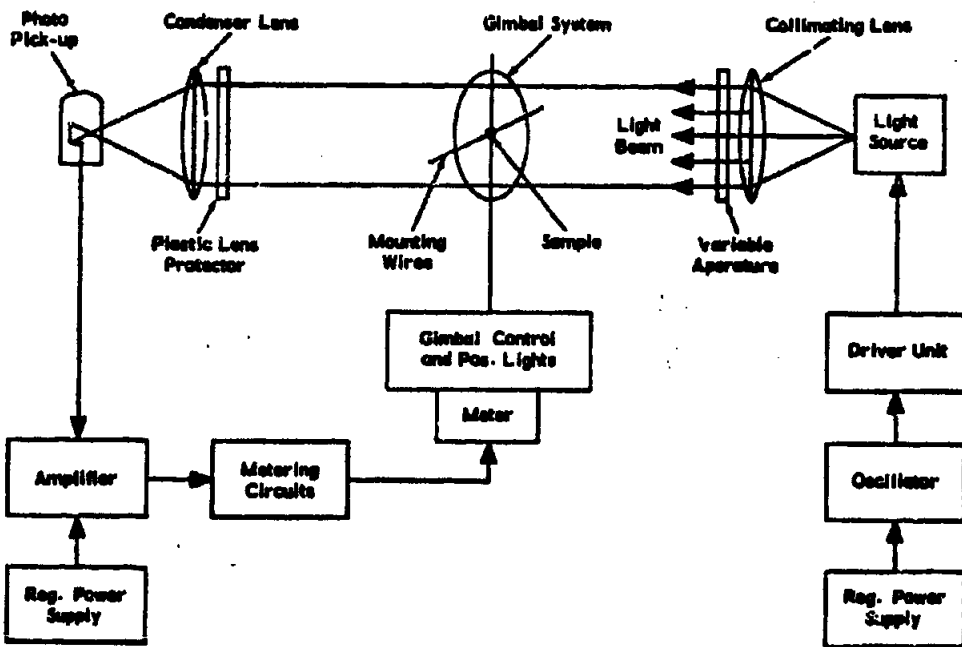 Photo
Pick-up
Condenser Lens
Gimbal System
Collimating Lens
Light
Source
Light
Beam
Plastic Lens
Protector
Mounting
Wires
Sample
Variable
Aperature
Gimbal Control
and Pos. Lights
Meter
Driver Unit
Amplifier
Metering
Circuits
Oscillator
Reg. Power
Supply
Reg. Power
Supply